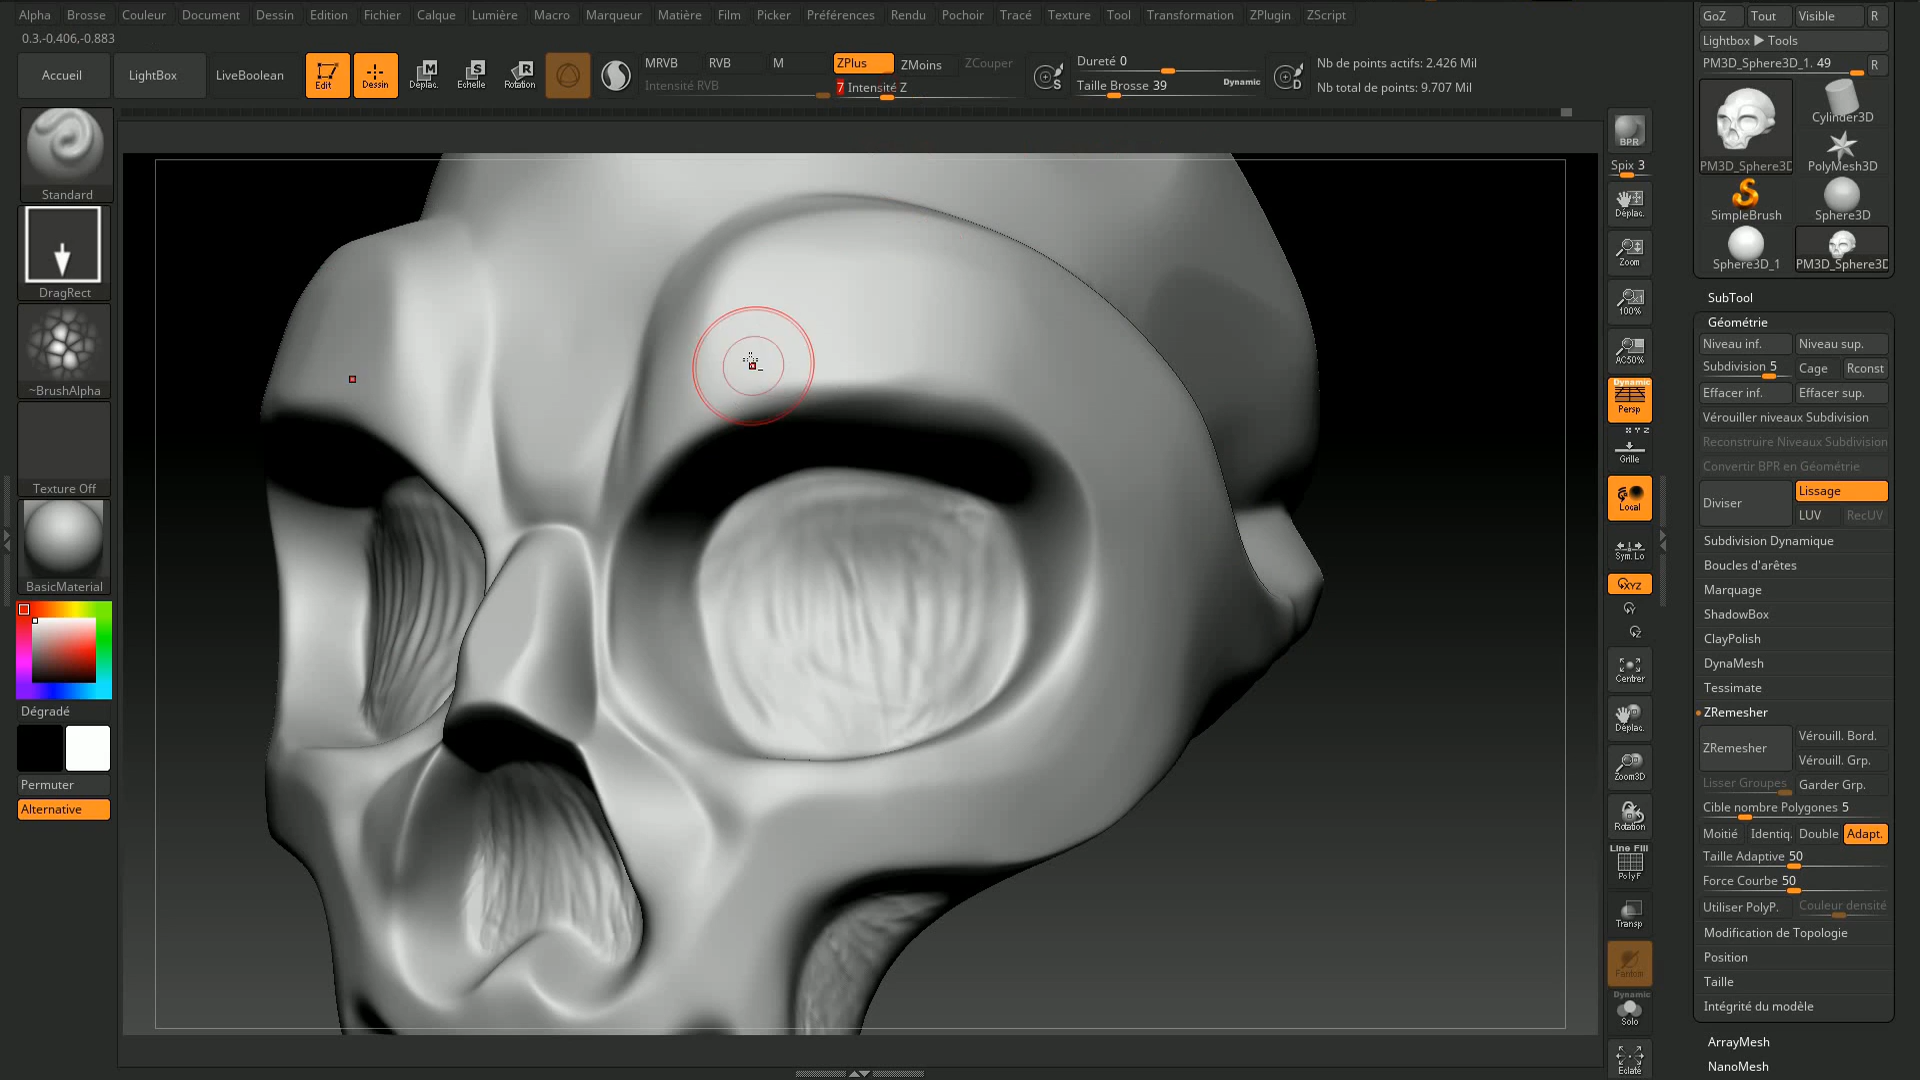 Alpha Brosse Couleur Document Dessin Edition Fichier Calque Lumière Macro Marqueur Matière Film Picker Préférences Rendu Pochoir Tracé Texture Tool Transformation ZPlugin ZScript
0.3,-0.406,-0.883
Accueil
LightBox
LiveBoolean
Edit
Dessin
Déplac.
Echelle
Rotation
MRVB RVB M
Intensité RVB
ZPlus ZMoins ZCouper
7 Intensité Z
Dureté 0
Taille Brosse 39
Dynamic
Nb de points actifs: 2.426 Mil
Nb total de points: 9.707 Mil
Standard
DragRect
~BrushAlpha
Texture Off
BasicMaterial
Dégradé
Permuter
Alternative
BPR
Spix 3
Déplac.
Zoom
100%
AC50%
Dynamic
Persp
X Y Z
Grille
Local
Sym. Lo
XYZ
Y
Z
Centrer
Déplac.
Zoom3D
Rotation
Line Fill
PolyF
Transp
Fantom
Dynamic
Solo
Eclaté
GoZ Tout Visible R
Lightbox ▶ Tools
PM3D_Sphere3D_1. 49 R
PM3D_Sphere3D
Cylinder3D
PolyMesh3D
SimpleBrush
Sphere3D
Sphere3D_1
PM3D_Sphere3D
SubTool
Géométrie
Niveau inf. Niveau sup.
Subdivision 5 Cage Rconst
Effacer inf. Effacer sup.
Vérouiller niveaux Subdivision
Reconstruire Niveaux Subdivision
Convertir BPR en Géométrie
Diviser
Lissage
LUV RecUV
Subdivision Dynamique
Boucles d'arêtes
Marquage
ShadowBox
ClayPolish
DynaMesh
Tessimate
ZRemesher
ZRemesher
Vérouill. Bord.
Vérouill. Grp.
Lisser Groupes Garder Grp.
Cible nombre Polygones 5
Moitié Identiq. Double Adapt.
Taille Adaptive 50
Force Courbe 50
Utiliser PolyP. Couleur densité
Modification de Topologie
Position
Taille
Intégrité du modèle
ArrayMesh
NanoMesh